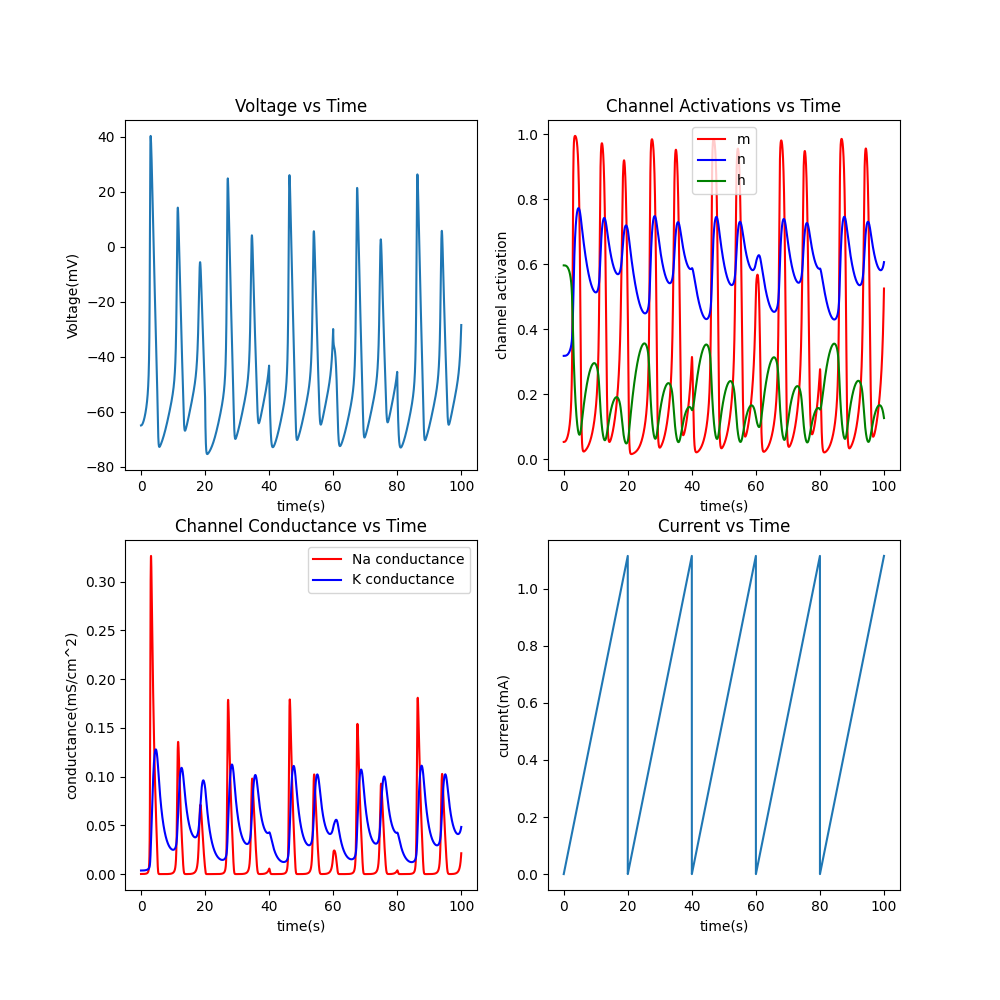 Voltage vs Time
Voltage(mV)
40
20
0
−20
−40
−60
−80
0 20 40 60 80 100
time(s)
Channel Activations vs Time
channel activation
1.0
0.8
0.6
0.4
0.2
0.0
m
n
h
0 20 40 60 80 100
time(s)
Channel Conductance vs Time
conductance(mS/cm^2)
0.30
0.25
0.20
0.15
0.10
0.05
0.00
Na conductance
K conductance
0 20 40 60 80 100
time(s)
Current vs Time
current(mA)
1.0
0.8
0.6
0.4
0.2
0.0
0 20 40 60 80 100
time(s)